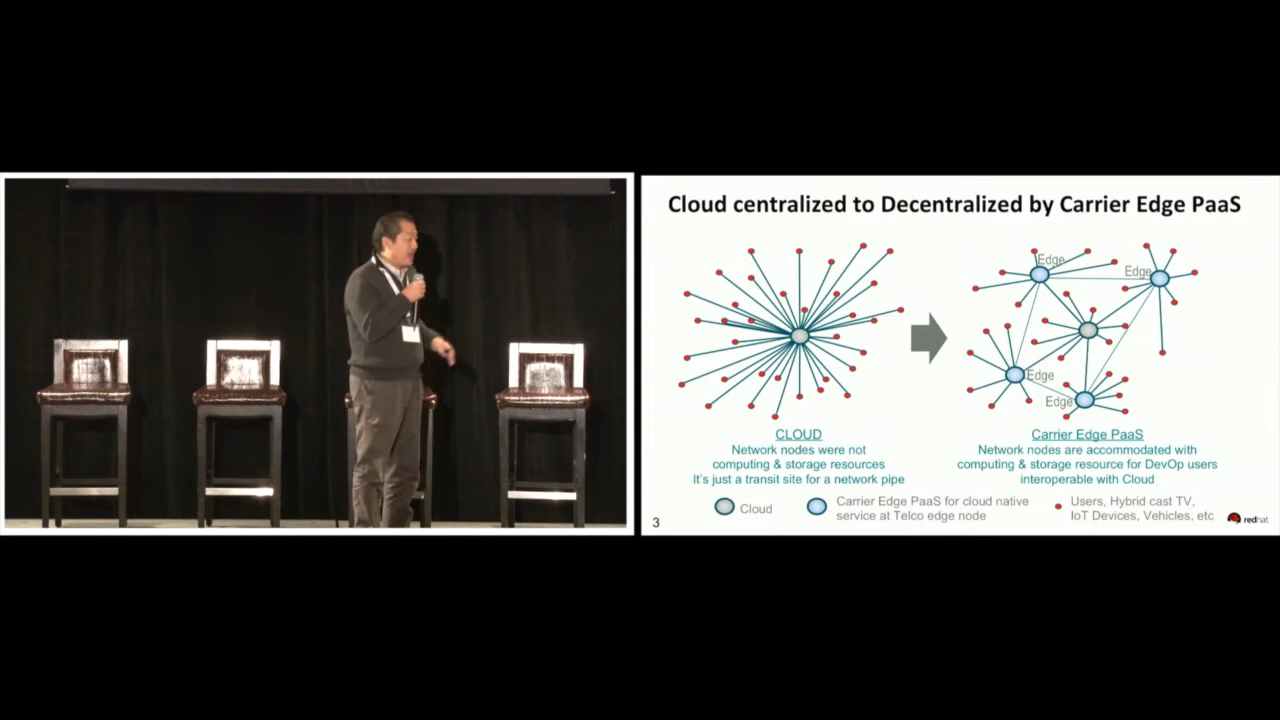 Cloud centralized to Decentralized by Carrier Edge PaaS
Edge
Edge
Edge
Edge
CLOUD
Network nodes were not
computing & storage resources
It's just a transit site for a network pipe
Carrier Edge PaaS
Network nodes are accommodated with
computing & storage resource for DevOp users
interoperable with Cloud
Cloud
Carrier Edge PaaS for cloud native
service at Telco edge node
Users, Hybrid cast TV,
IoT Devices, Vehicles, etc
3
redhat